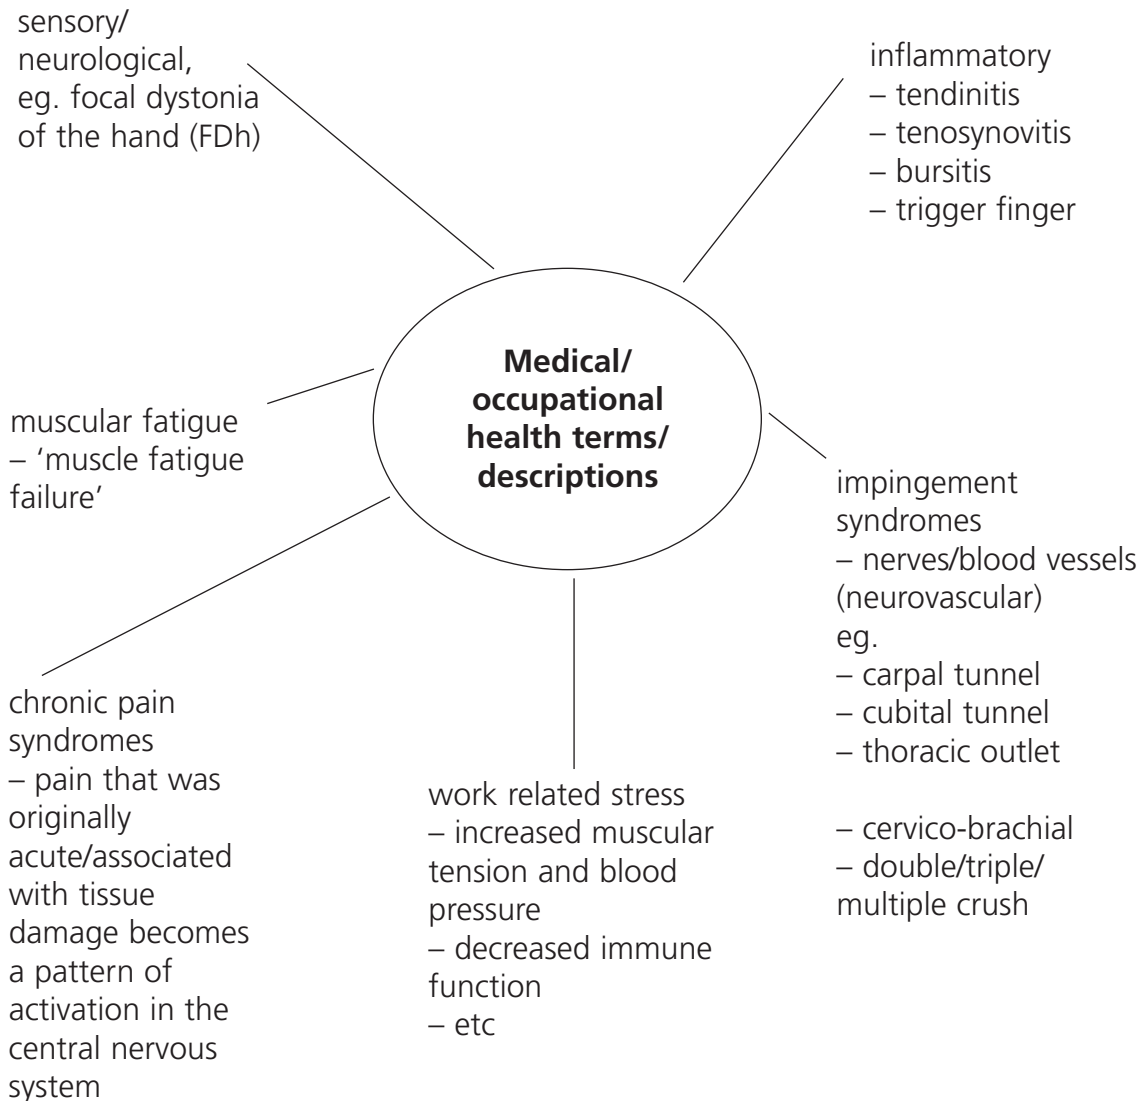 sensory/
neurological,
eg. focal dystonia
of the hand (FDh)
inflammatory
– tendinitis
– tenosynovitis
– bursitis
– trigger finger
Medical/
occupational
health terms/
descriptions
muscular fatigue
– ‘muscle fatigue
failure’
impingement
syndromes
– nerves/blood vessels
(neurovascular)
eg.
– carpal tunnel
– cubital tunnel
– thoracic outlet
– cervico-brachial
– double/triple/
multiple crush
chronic pain
syndromes
– pain that was
originally
acute/associated
with tissue
damage becomes
a pattern of
activation in the
central nervous
system
work related stress
– increased muscular
tension and blood
pressure
– decreased immune
function
– etc